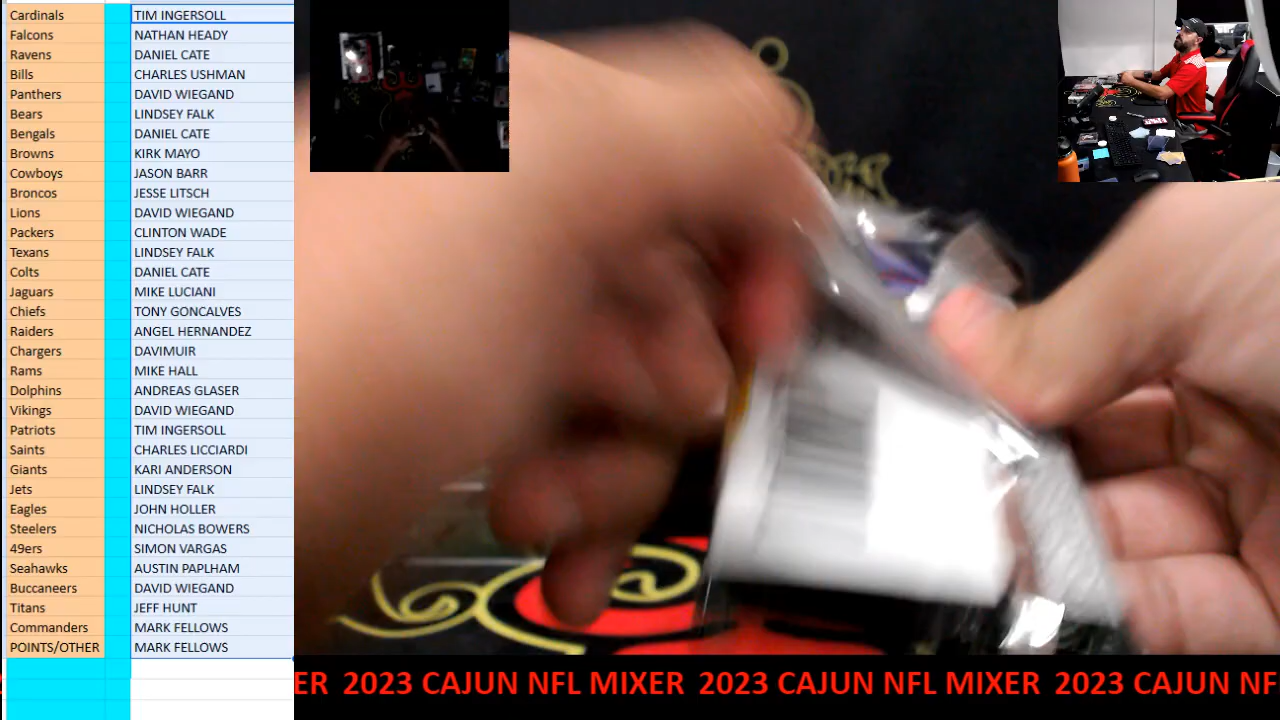 Cardinals TIM INGERSOLL
Falcons NATHAN HEADY
Ravens DANIEL CATE
Bills CHARLES USHMAN
Panthers DAVID WIEGAND
Bears LINDSEY FALK
Bengals DANIEL CATE
Browns KIRK MAYO
Cowboys JASON BARR
Broncos JESSE LITSCH
Lions DAVID WIEGAND
Packers CLINTON WADE
Texans LINDSEY FALK
Colts DANIEL CATE
Jaguars MIKE LUCIANI
Chiefs TONY GONCALVES
Raiders ANGEL HERNANDEZ
Chargers DAVIMUIR
Rams MIKE HALL
Dolphins ANDREAS GLASER
Vikings DAVID WIEGAND
Patriots TIM INGERSOLL
Saints CHARLES LICCIARDI
Giants KARI ANDERSON
Jets LINDSEY FALK
Eagles JOHN HOLLER
Steelers NICHOLAS BOWERS
49ers SIMON VARGAS
Seahawks AUSTIN PAPLHAM
Buccaneers DAVID WIEGAND
Titans JEFF HUNT
Commanders MARK FELLOWS
POINTS/OTHER MARK FELLOWS
ER 2023 CAJUN NFL MIXER 2023 CAJUN NFL MIXER 2023 CAJUN NF